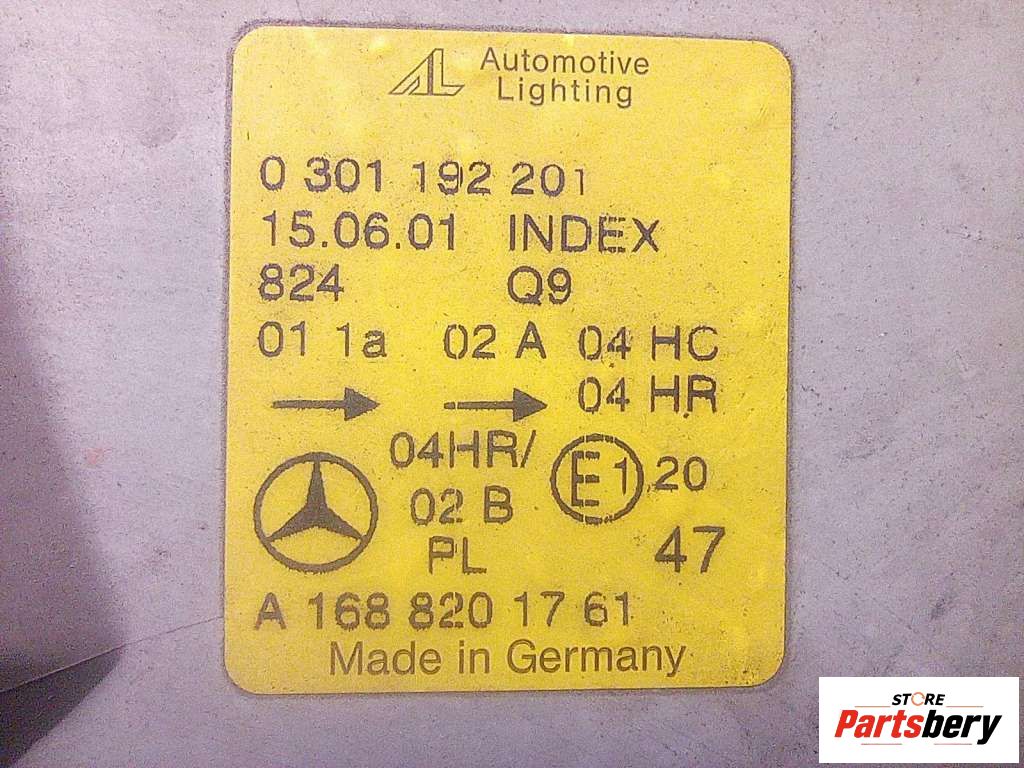 AL Automotive
Lighting
0 301 192 201
15.06.01 INDEX
824 Q9
01 1a 02 A 04 HC
→ → 04 HR
04HR/ E1 20
02 B
PL 47
A 168 820 17 61
Made in Germany
STORE
Partsbery